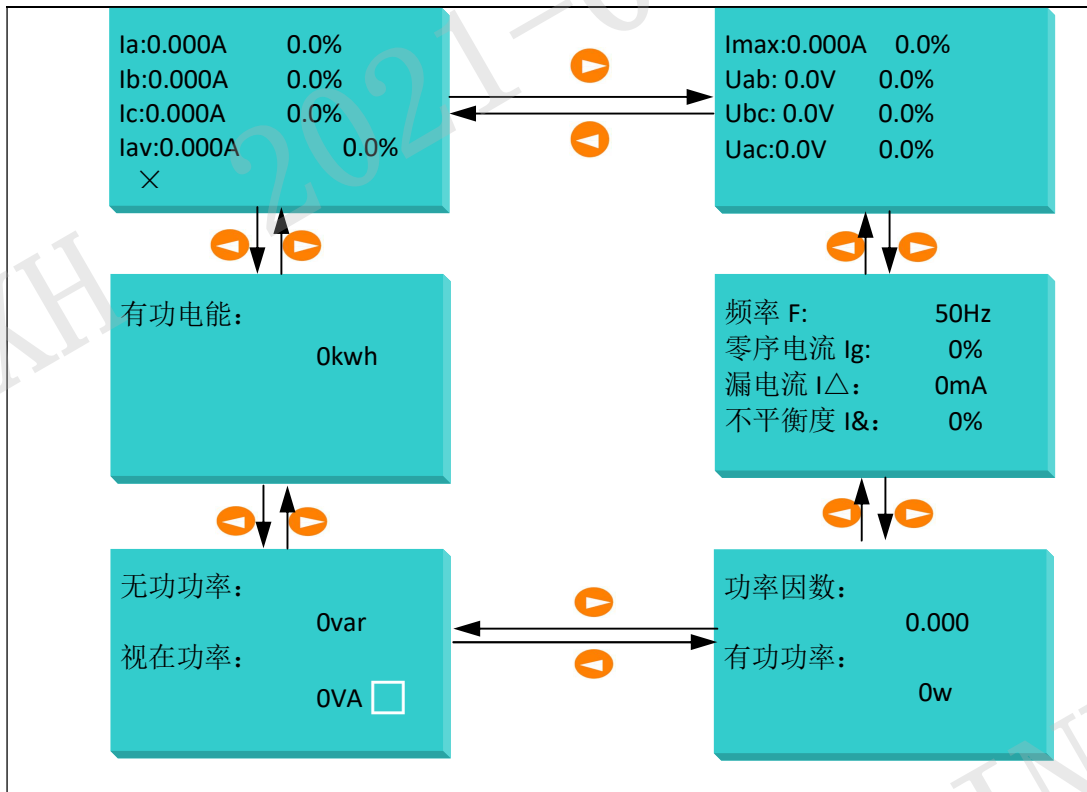 Ia:0.000A 0.0%
Ib:0.000A 0.0%
Ic:0.000A 0.0%
Iav:0.000A 0.0%
×
Imax:0.000A 0.0%
Uab: 0.0V 0.0%
Ubc: 0.0V 0.0%
Uac:0.0V 0.0%
有功电能：
0kwh
频率 F: 50Hz
零序电流 Ig: 0%
漏电流 I△： 0mA
不平衡度 I&： 0%
无功功率：
0var
视在功率：
0VA
功率因数：
0.000
有功功率：
0w